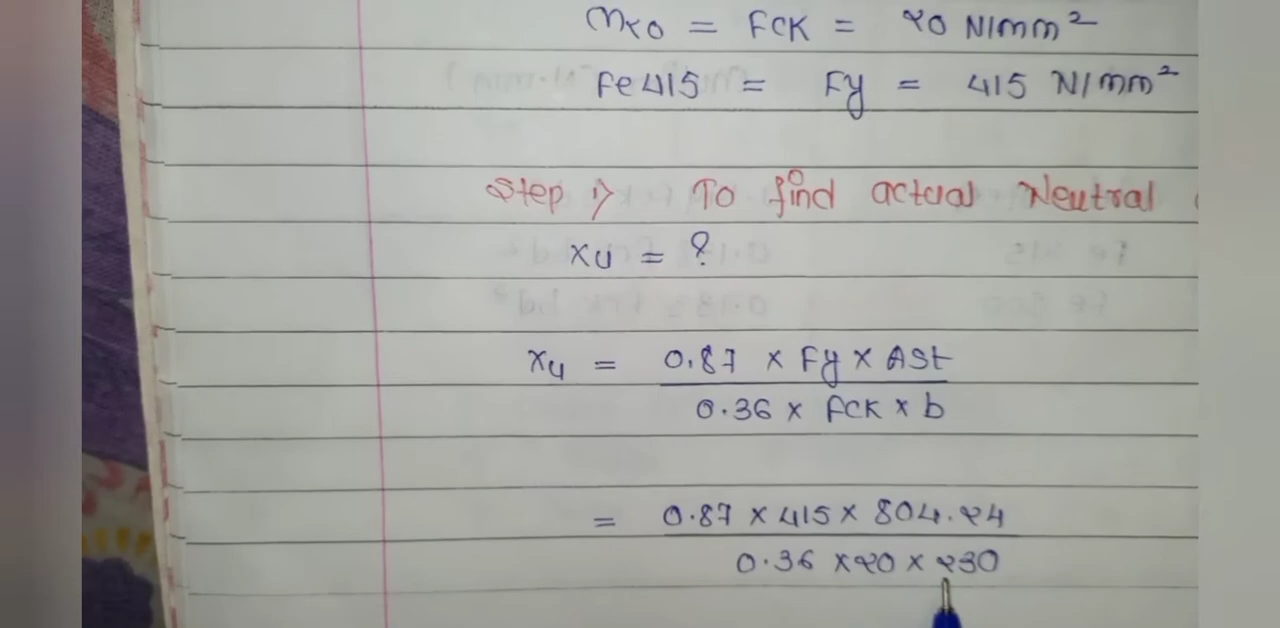 M20 = FCK = 20 N/mm²
Fe415 = Fy = 415 N/mm²
Step 1) To find actual Neutral
xu = ?
xu = 0.87 × Fy × Ast
0.36 × FCK × b
= 0.87 × 415 × 804.24
0.36 × 20 × 230